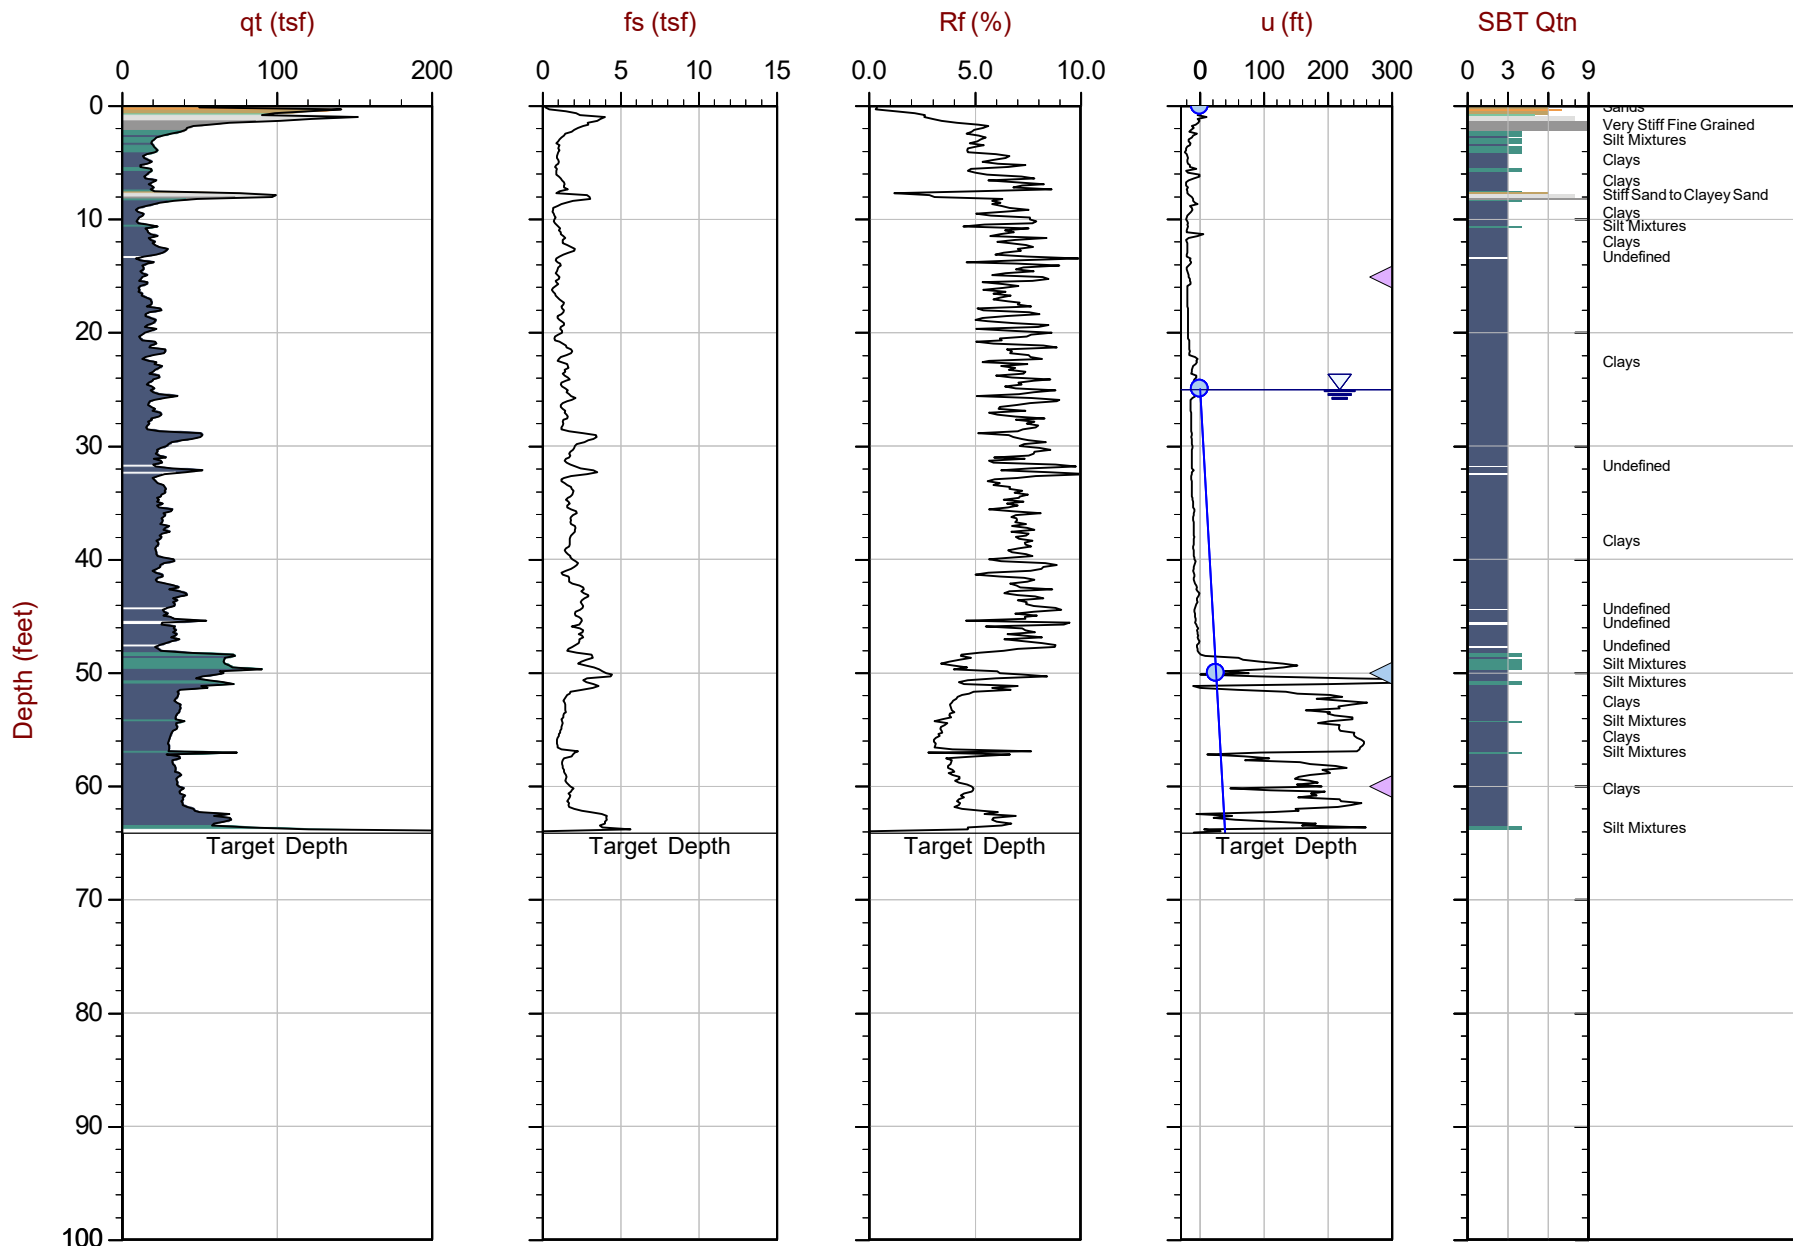 qt (tsf)
fs (tsf)
Rf (%)
u (ft)
SBT Qtn
0 100 200
0 5 10 15
0.0 5.0 10.0
0 100 200 300
0 3 6 9
Depth (feet)
0
10
20
30
40
50
60
70
80
90
100
Sands
Very Stiff Fine Grained
Silt Mixtures
Clays
Clays
Stiff Sand to Clayey Sand
Clays
Silt Mixtures
Clays
Undefined
Clays
Undefined
Clays
Undefined
Undefined
Undefined
Silt Mixtures
Silt Mixtures
Clays
Silt Mixtures
Clays
Silt Mixtures
Clays
Silt Mixtures
Target Depth
Target Depth
Target Depth
Target Depth